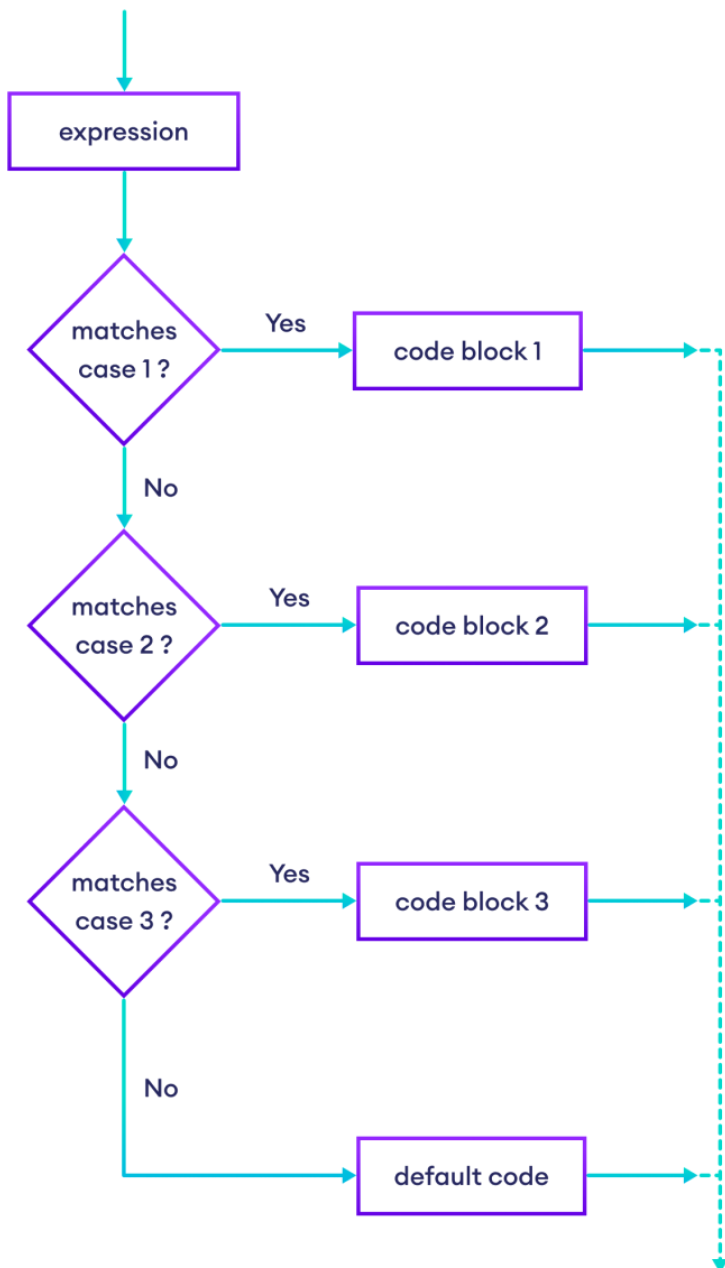 expression
matches
case 1 ?
Yes
code block 1
No
matches
case 2 ?
Yes
code block 2
No
matches
case 3 ?
Yes
code block 3
No
default code